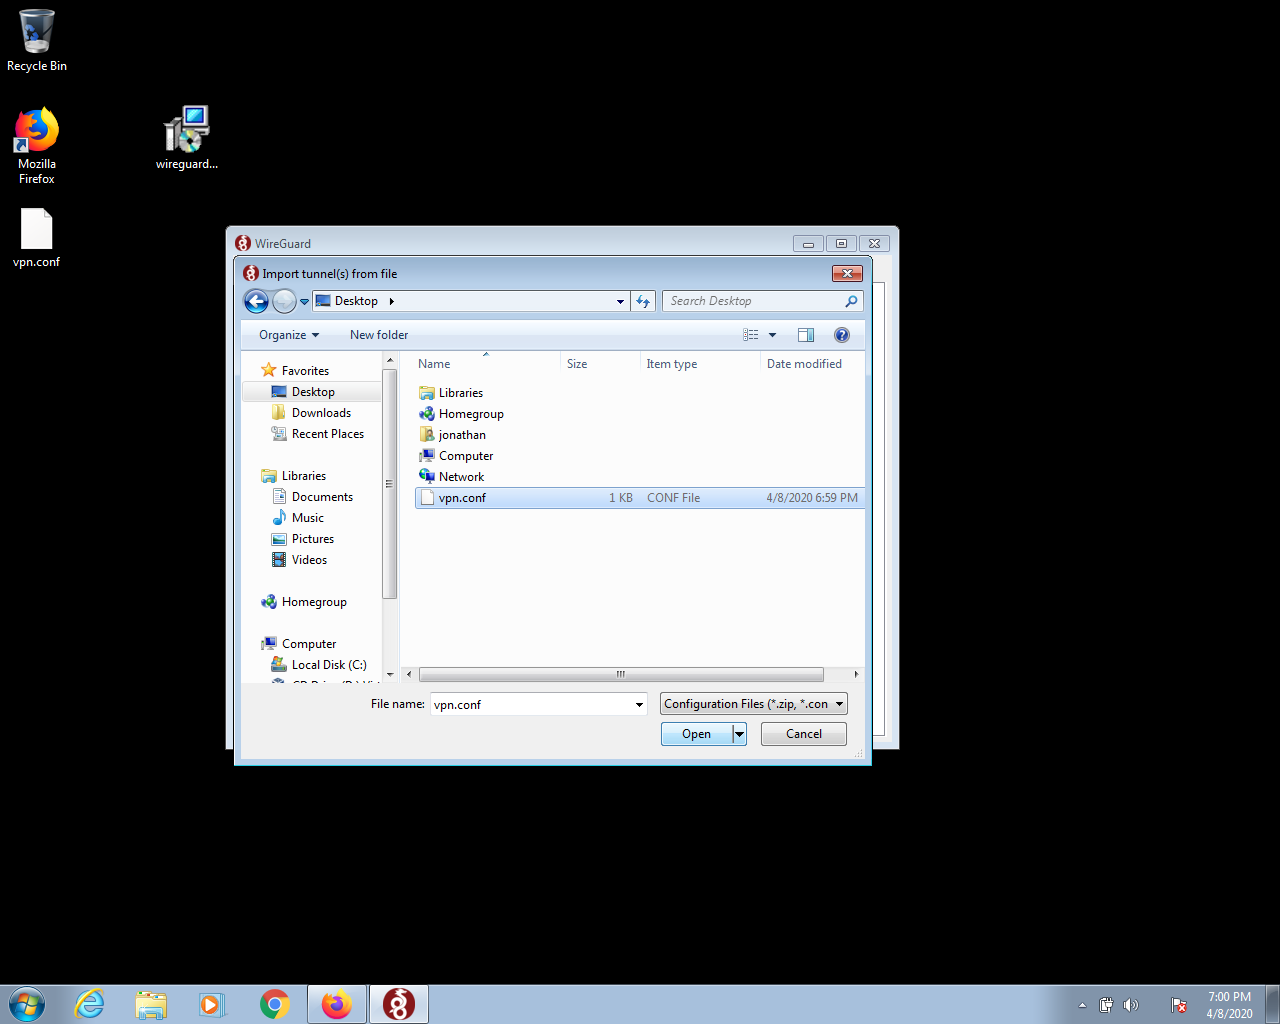 Recycle Bin
Mozilla
Firefox
wireguard...
vpn.conf
WireGuard
Import tunnel(s) from file
Desktop
Search Desktop
Organize
New folder
Name
Size
Item type
Date modified
Favorites
Desktop
Downloads
Recent Places
Libraries
Documents
Music
Pictures
Videos
Homegroup
Computer
Local Disk (C:)
Libraries
Homegroup
jonathan
Computer
Network
vpn.conf 1 KB CONF File 4/8/2020 6:59 PM
File name: vpn.conf
Configuration Files (*.zip, *.con
Open
Cancel
7:00 PM
4/8/2020